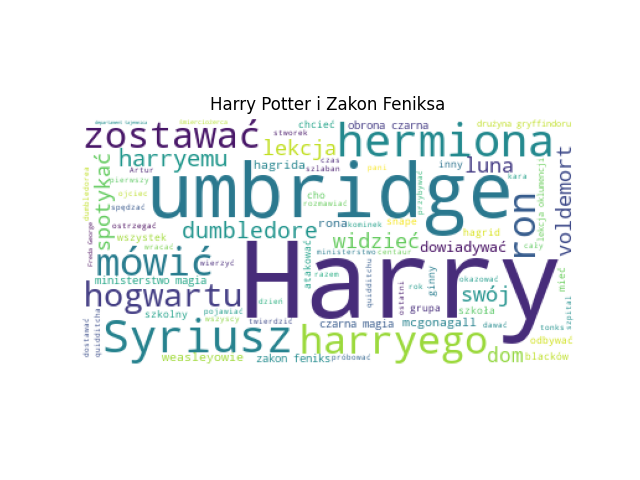 Harry Potter i Zakon Feniksa
departament tajemnic
śmierciożerca
chcieć
obrona czarna
drużyna gryffindoru
zostawać
stworek
hermiona
lekcja
harryemu
hagrida
czas
szlaban
pani
inny
luna
voldemort
dumbledorea
pierwszy
Artur
ojciec
spędzać
spotykać
umbridge
cho
rozmawiać
przybywać
kara
lekcja oklumencji
ron
ostrzegać
dumbledore
rona
kominek
snape
hagrid
Freda George
wszystek
wracać
wierzyć
atakować
widzieć
dowiadywać
cały
mówić
ministerstwo
centaur
ministerstwo magia
razem
ginny
okazować
mieć
hogwartu
Harry
dzień
quidditchu
ostatni
rok
swój
szkolny
pojawiać
wszyscy
twierdzić
grupa
szkoła
dostawać
quidditcha
Syriusz
czarna magia
mcgonagall
dawać
tonks
szpital
harryego
odbywać
weasleyowie
zakon feniks
próbować
dom
blacków